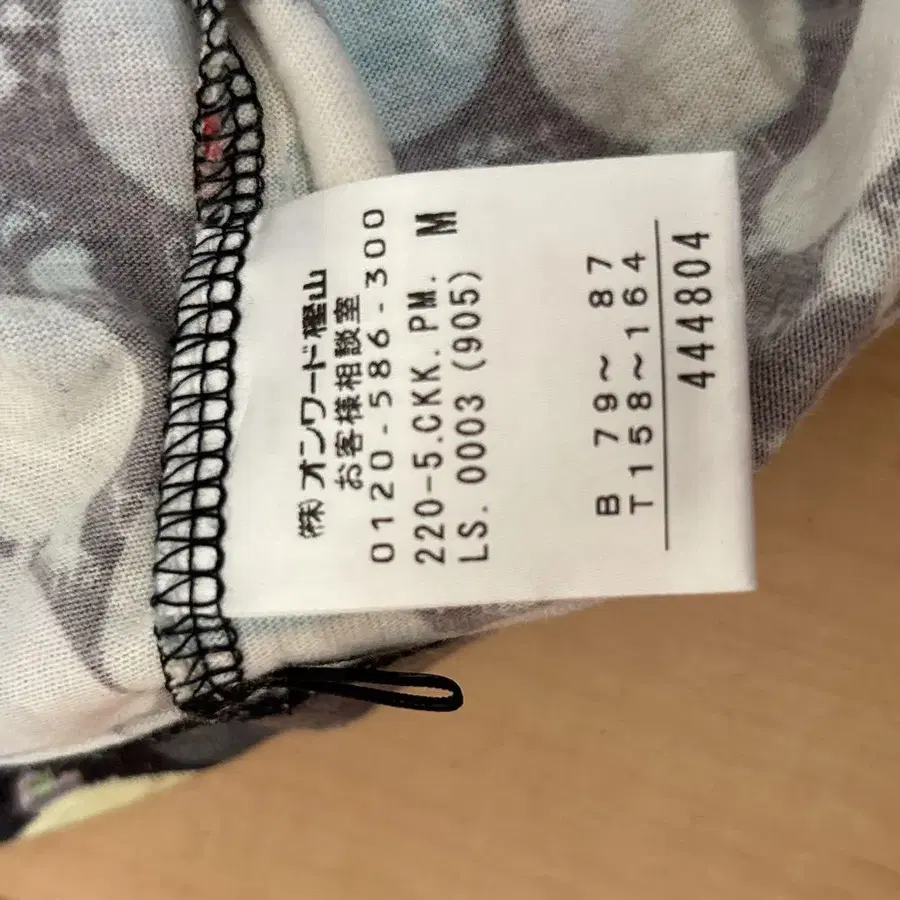 ㈱オンワード樫山
お客様相談室
0120-586-300
220-5.CKK.PM. M
LS.0003(905)
B 79～ 87
T158～164
444804